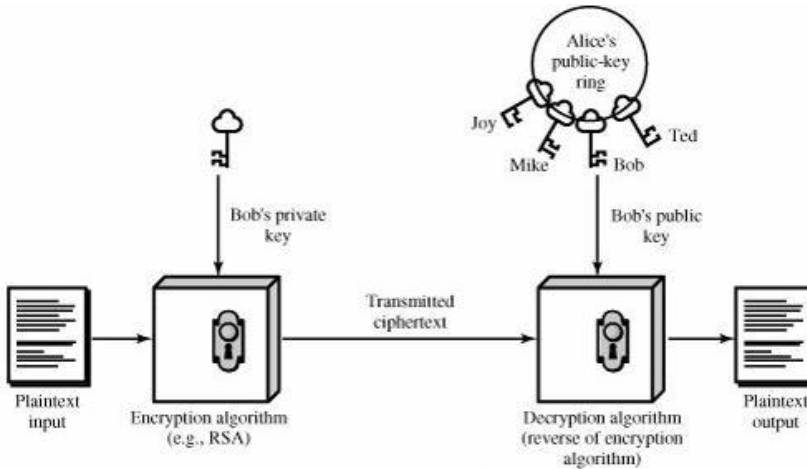 Alice's
public-key
ring
Joy
Mike
Bob
Ted
Bob's private
key
Bob's public
key
Transmitted
ciphertext
Plaintext
input
Encryption algorithm
(e.g., RSA)
Decryption algorithm
(reverse of encryption
algorithm)
Plaintext
output